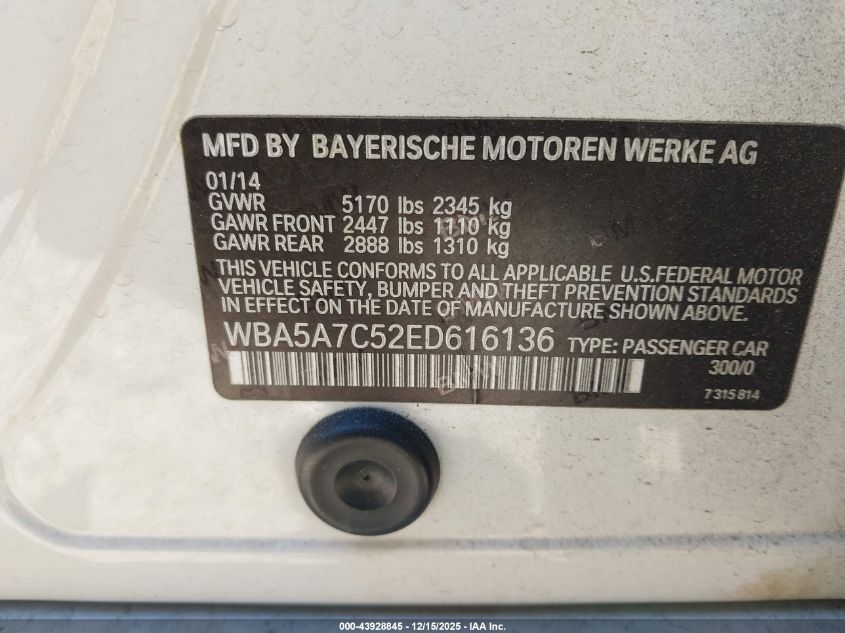 MFD BY BAYERISCHE MOTOREN WERKE AG
01/14
GVWR 5170 lbs 2345 kg
GAWR FRONT 2447 lbs 1110 kg
GAWR REAR 2888 lbs 1310 kg
THIS VEHICLE CONFORMS TO ALL APPLICABLE U.S.FEDERAL MOTOR
VEHICLE SAFETY, BUMPER AND THEFT PREVENTION STANDARDS
IN EFFECT ON THE DATE OF MANUFACTURE SHOWN ABOVE.
WBA5A7C52ED616136 TYPE: PASSENGER CAR
300/0
7315814
000-43928845 - 12/15/2025 - IAA Inc.